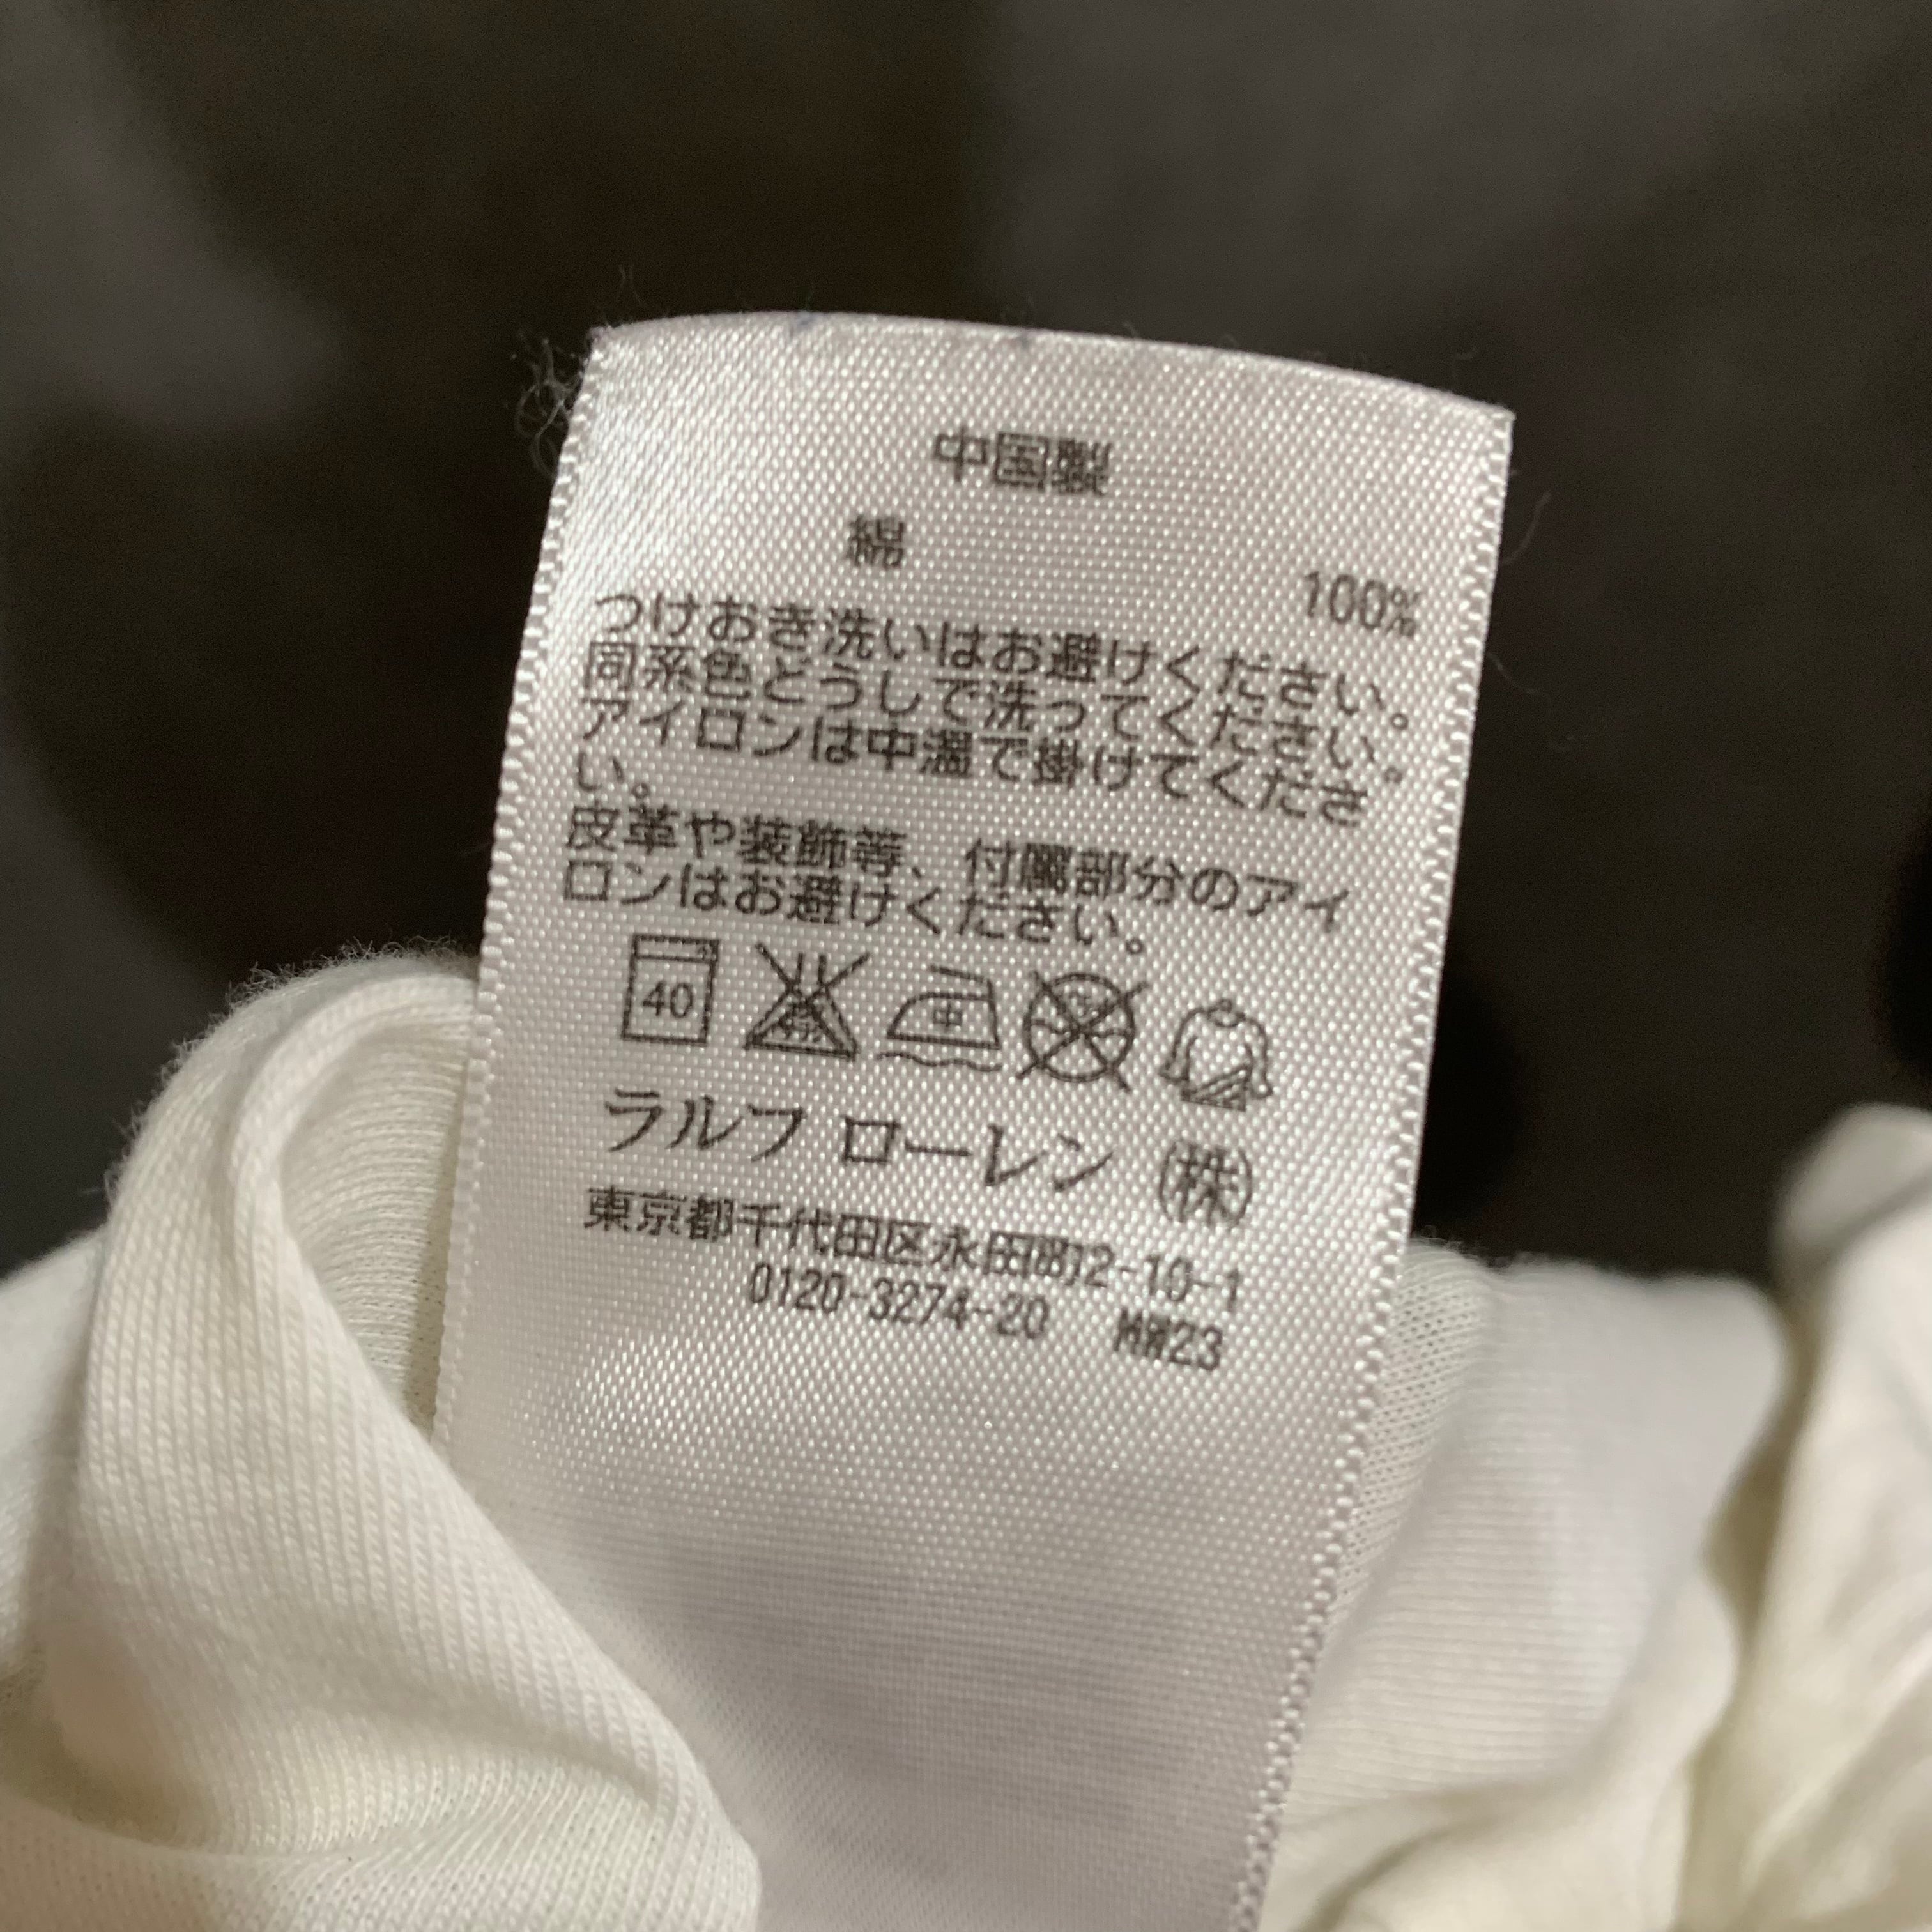 中国製
綿 100%
つけおき洗いはお避けください。
同系色どうしで洗ってください。
アイロンは中温で掛けてくださ
い。
皮革や装飾等、付属部分のアイ
ロンはお避けください。
40 中
ラルフ ローレン (株)
東京都千代田区永田町2-10-1
0120-3274-20 MW23